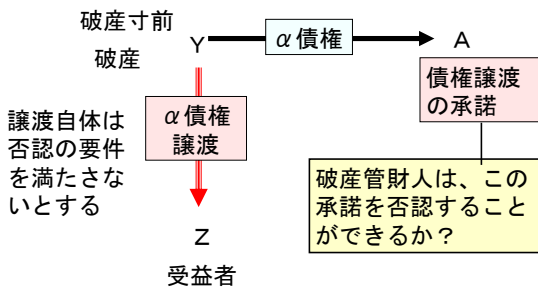 破産寸前
破産
Y
α債権
A
α債権
譲渡
債権譲渡
の承諾
譲渡自体は
否認の要件
を満たさな
いとする
破産管財人は、この
承諾を否認すること
ができるか？
Z
受益者